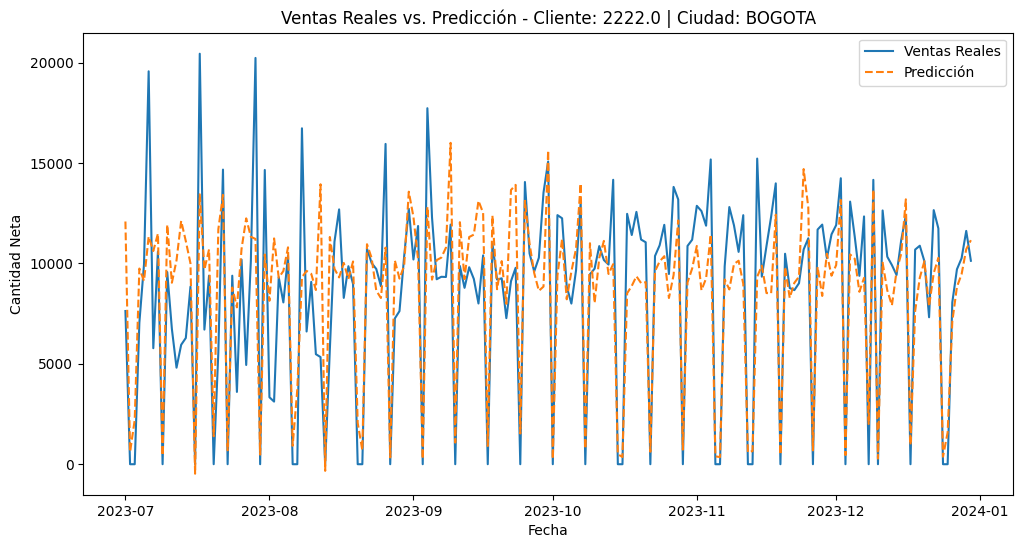 Ventas Reales vs. Predicción - Cliente: 2222.0 | Ciudad: BOGOTA
Ventas Reales
Predicción
Cantidad Neta
20000
15000
10000
5000
0
2023-07
2023-08
2023-09
2023-10
2023-11
2023-12
2024-01
Fecha